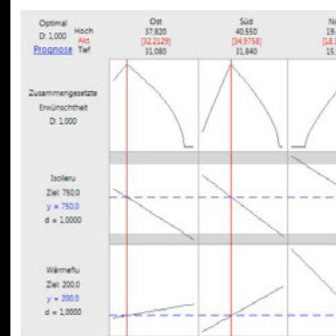 Optimal
D: 1,000
Prognose
Hoch
Akt
Tief
Ost
37,820
[32,2129]
31,080
Süd
40,550
[34,9758]
31,840
Zusammengesetzte
Erwünschtheit
D: 1,000
Isolieru
Ziel: 750,0
y = 750,0
d = 1,0000
Wärmeflu
Ziel: 200,0
y = 200,0
d = 1,0000